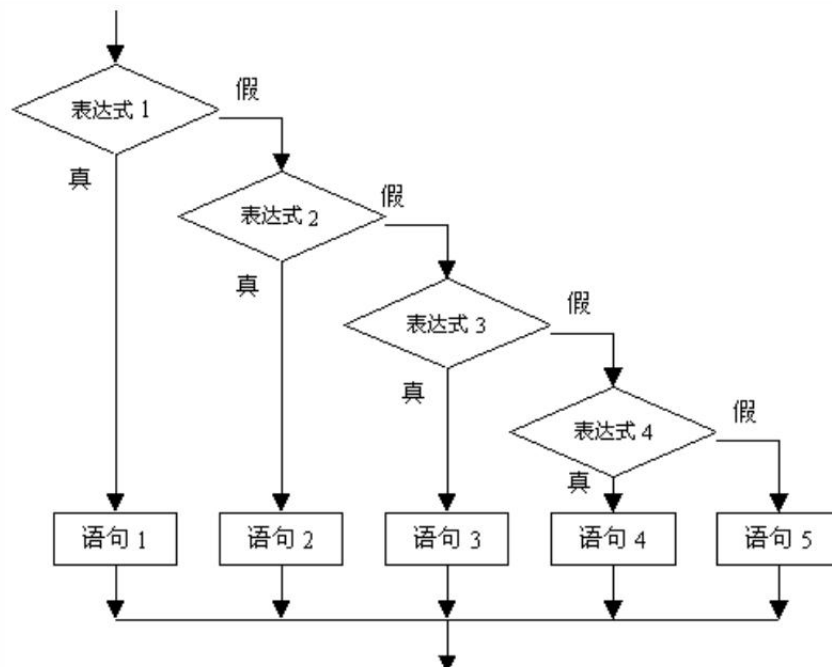 假
表达式 1
真
假
表达式 2
真
假
表达式 3
真
假
表达式 4
真
语句 1
语句 2
语句 3
语句 4
语句 5